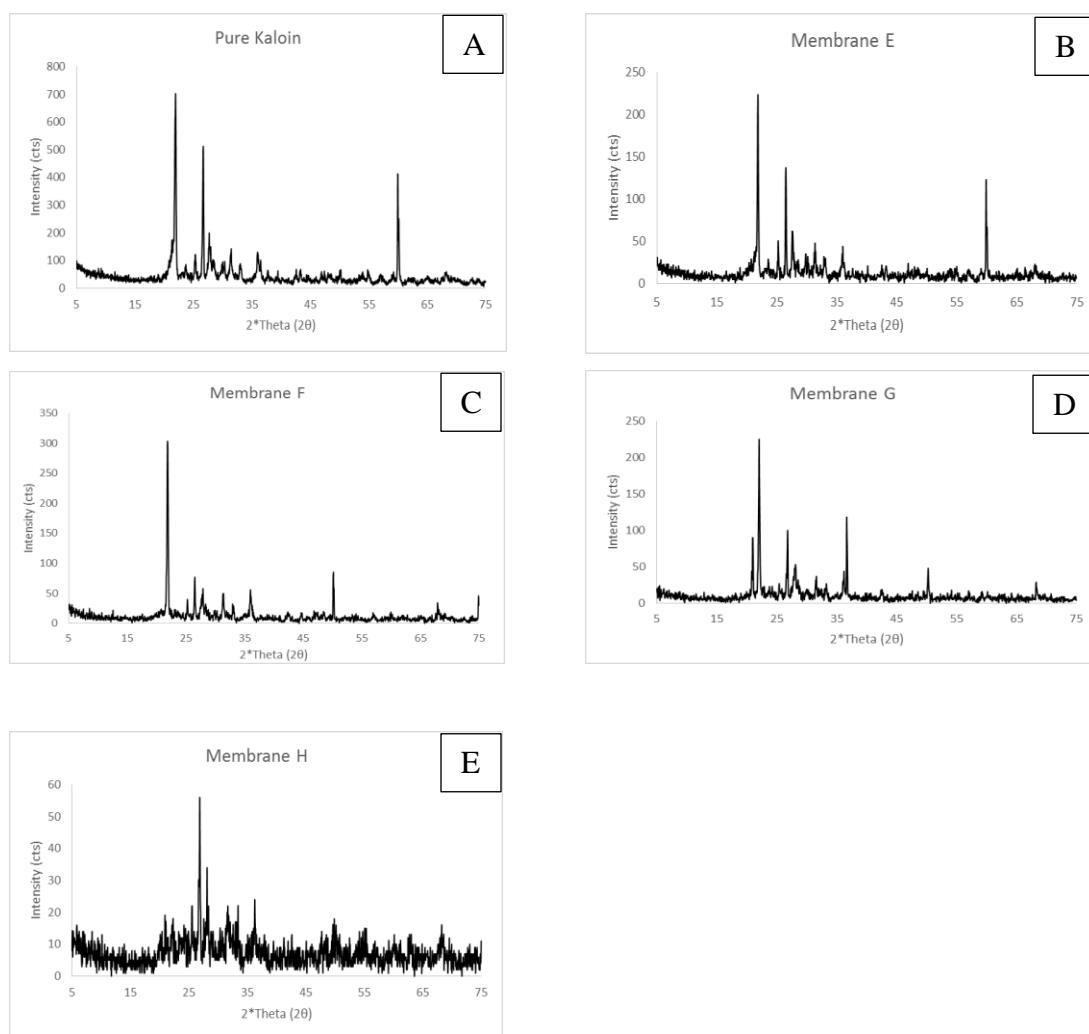 Pure Kaloin
A
Intensity (cts)
800
700
600
500
400
300
200
100
0
5 15 25 35 45 55 65 75
2*Theta (2θ)
Membrane E
B
Intensity (cts)
250
200
150
100
50
0
5 15 25 35 45 55 65 75
2*Theta (2θ)
Membrane F
C
Intensity (cts)
350
300
250
200
150
100
50
0
5 15 25 35 45 55 65 75
2*Theta (2θ)
Membrane G
D
Intensity (cts)
250
200
150
100
50
0
5 15 25 35 45 55 65 75
2*Theta (2θ)
Membrane H
E
Intensity (cts)
60
50
40
30
20
10
0
5 15 25 35 45 55 65 75
2*Theta (2θ)